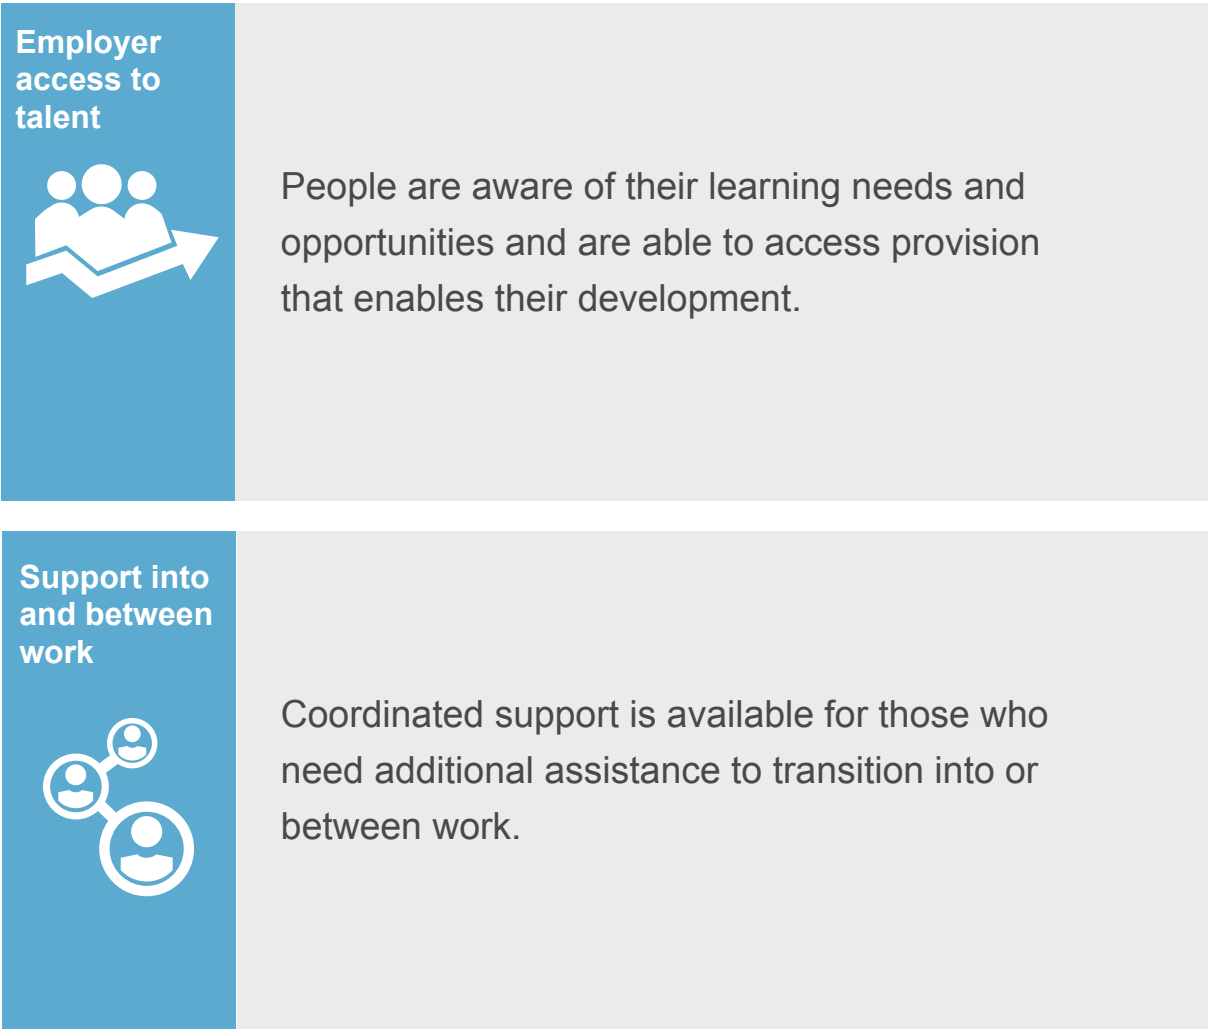 Employer
access to
talent
People are aware of their learning needs and
opportunities and are able to access provision
that enables their development.
Support into
and between
work
Coordinated support is available for those who
need additional assistance to transition into or
between work.